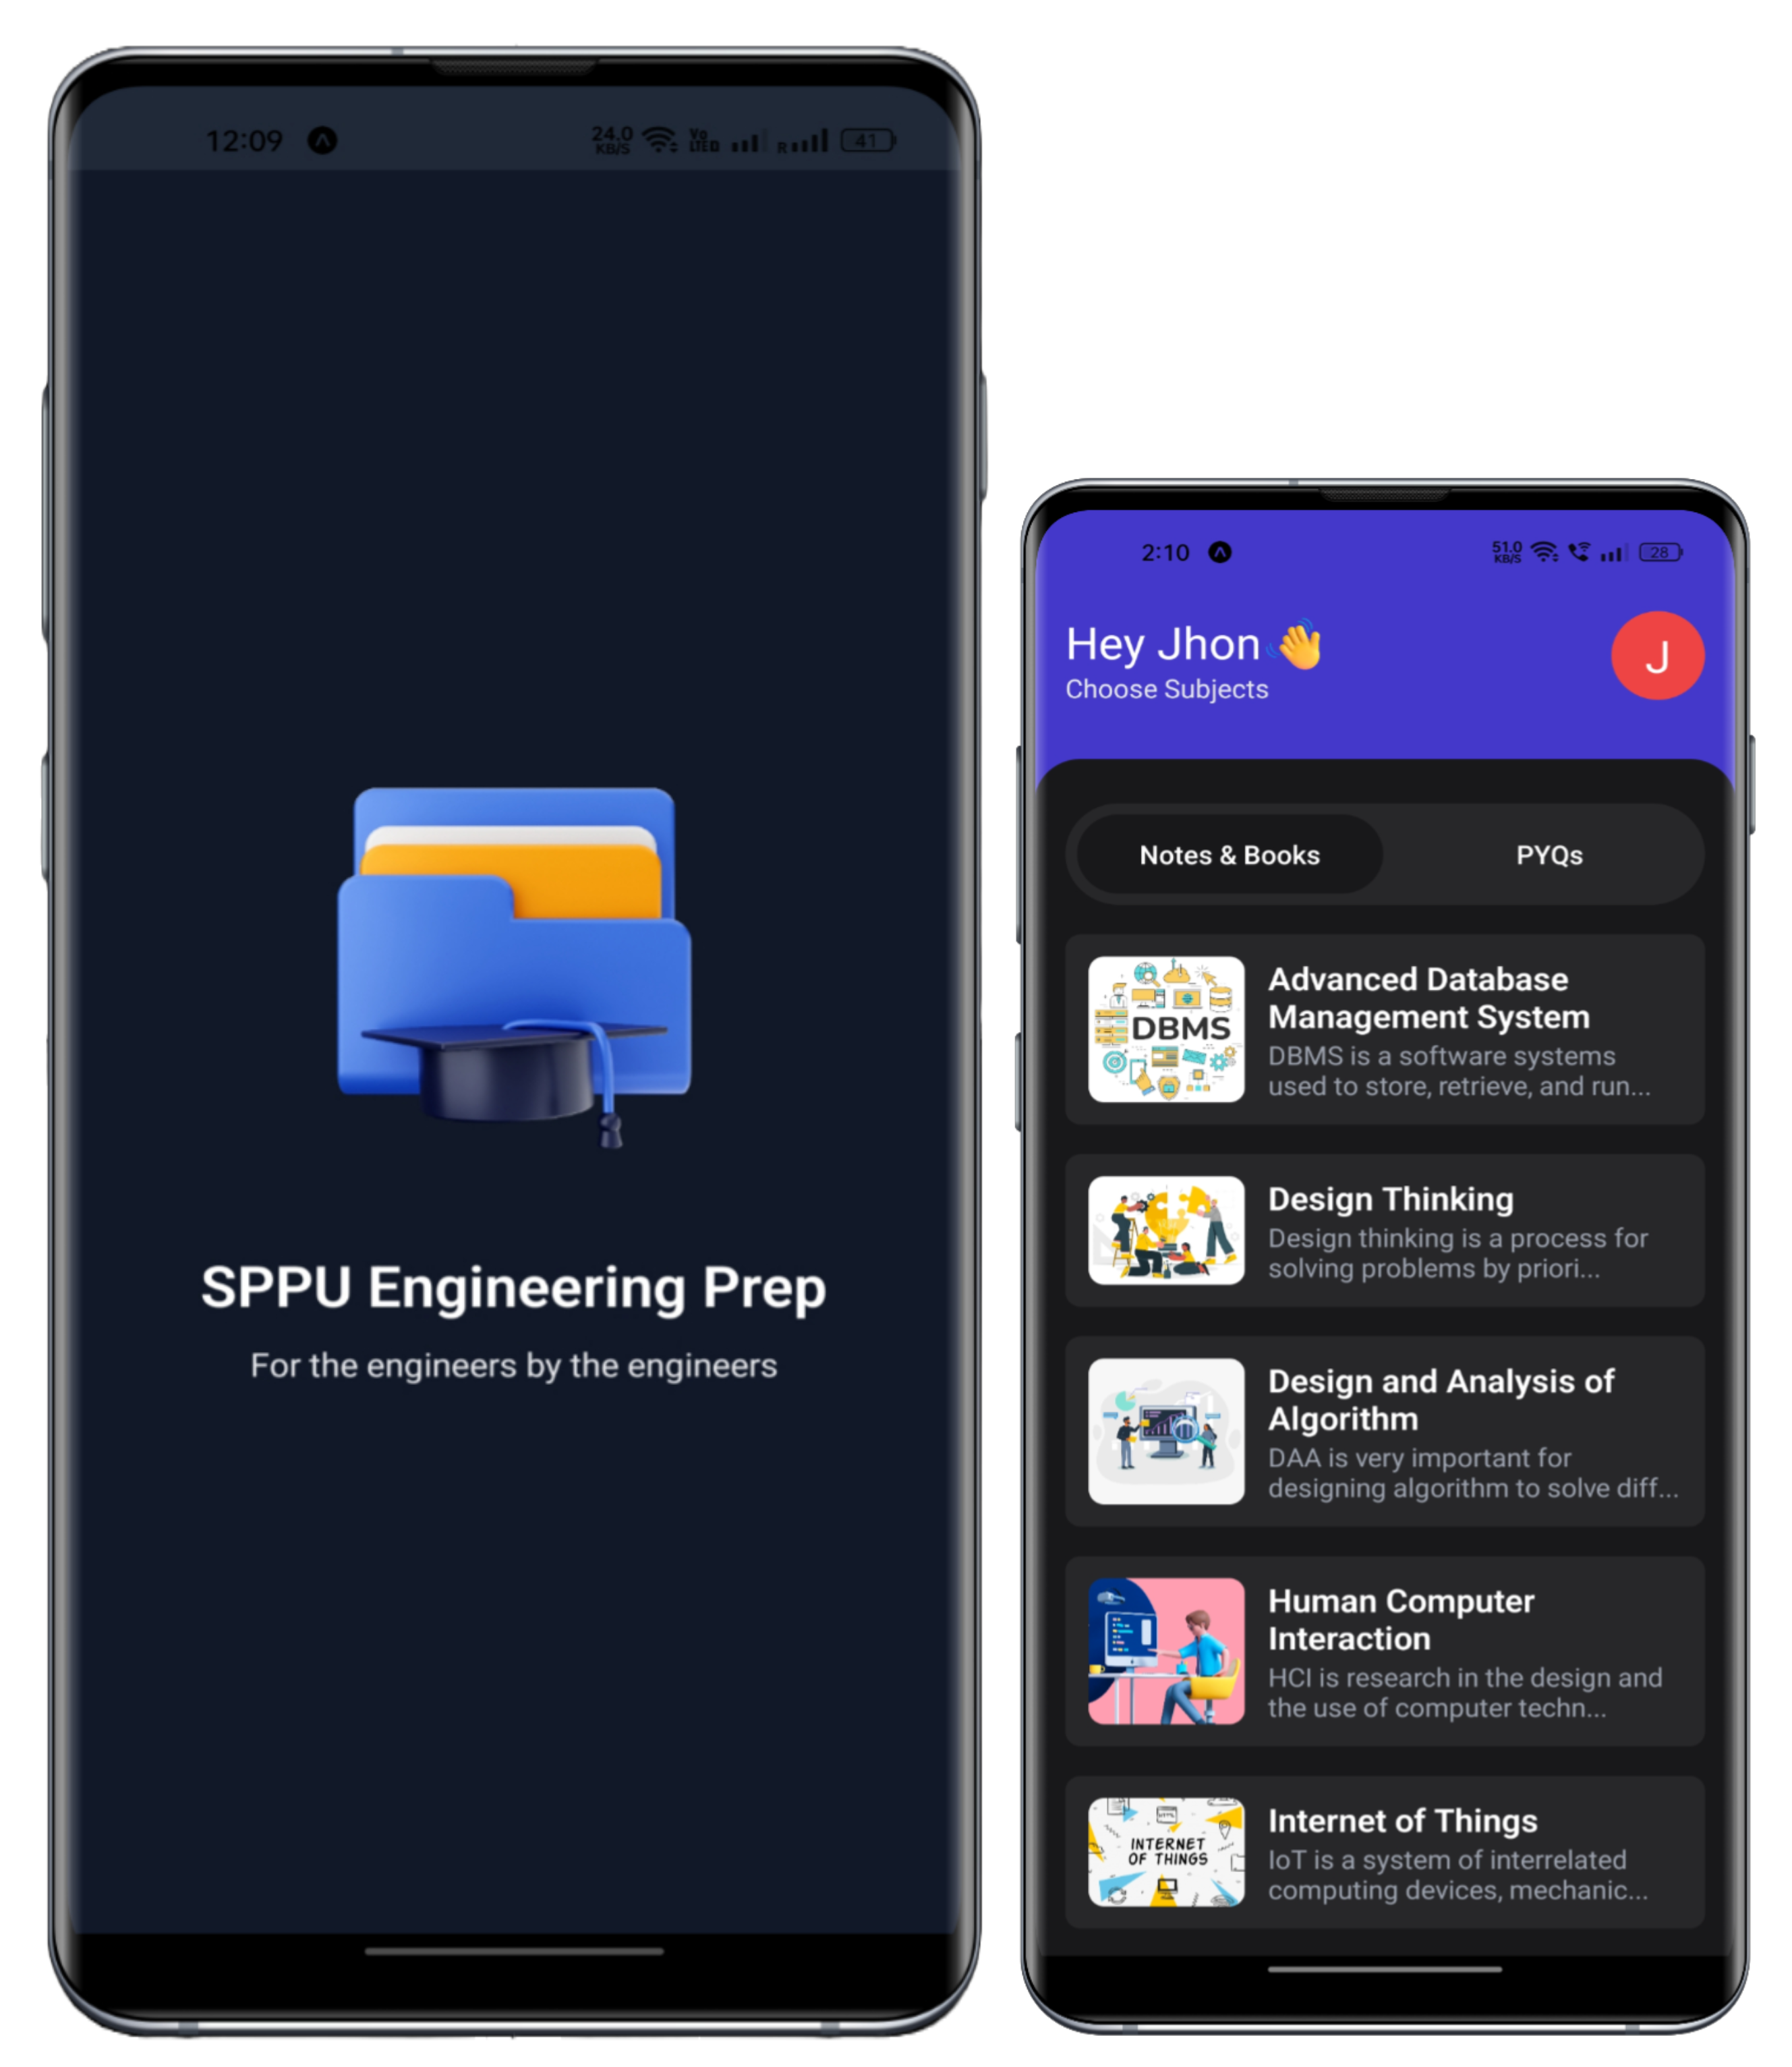 12:09
24.0
KB/S
Vo
LTE
R
41
SPPU Engineering Prep
For the engineers by the engineers
2:10
51.0
KB/S
28
Hey Jhon👋
Choose Subjects
J
Notes & Books
PYQs
DBMS
Advanced Database
Management System
DBMS is a software systems
used to store, retrieve, and run...
Design Thinking
Design thinking is a process for
solving problems by priori...
Design and Analysis of
Algorithm
DAA is very important for
designing algorithm to solve diff...
Human Computer
Interaction
HCI is research in the design and
the use of computer techn...
INTERNET
OF THINGS
Internet of Things
IoT is a system of interrelated
computing devices, mechanic...